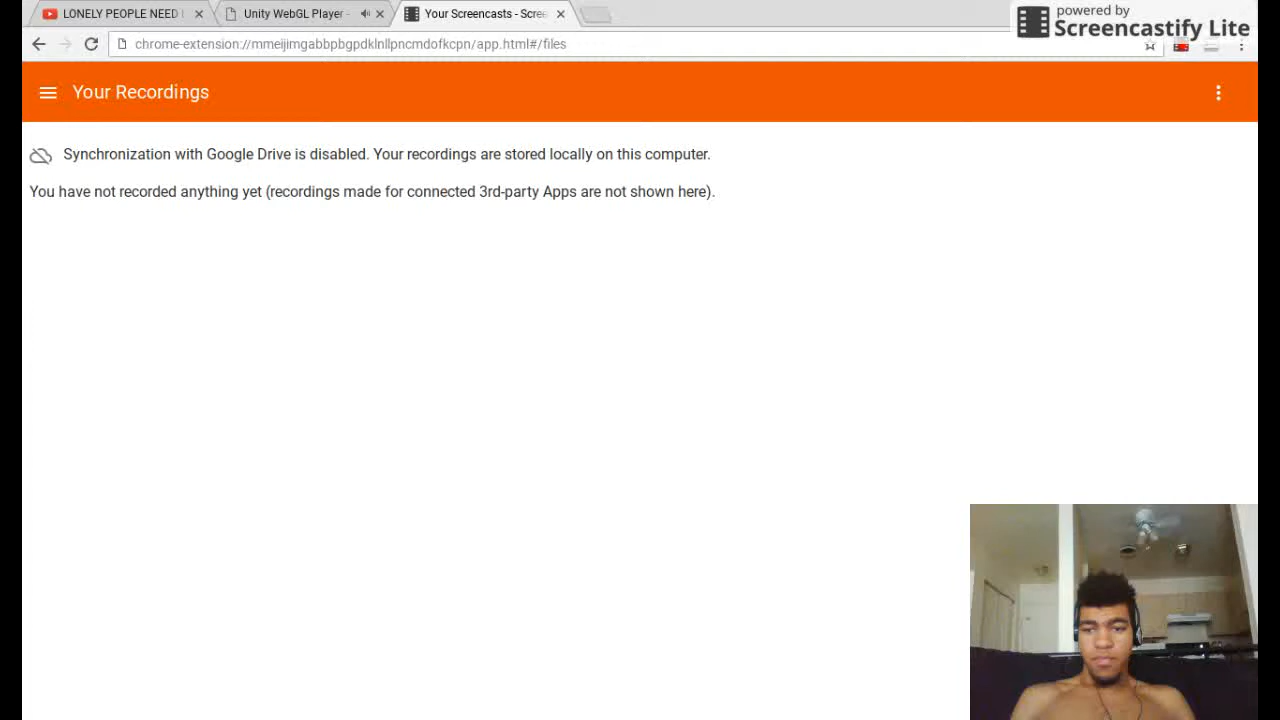 LONELY PEOPLE NEED
Unity WebGL Player -
Your Screencasts - Scree
powered by
Screencastify Lite
chrome-extension://mmeijimgabbpbgpdklnllpncmdofkcpn/app.html#/files
Your Recordings
Synchronization with Google Drive is disabled. Your recordings are stored locally on this computer.
You have not recorded anything yet (recordings made for connected 3rd-party Apps are not shown here).